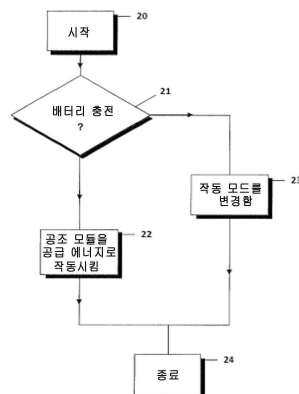 시작
20
배터리 충전
?
21
작동 모드를
변경함
23
공조 모듈을
공급 에너지로
작동시킴
22
종료
24